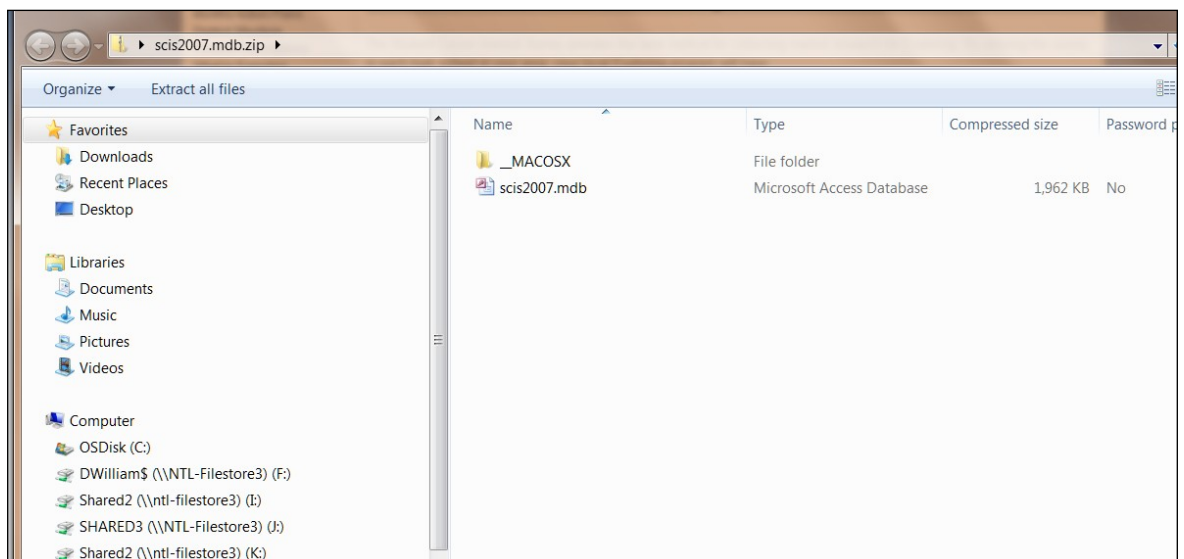 scis2007.mdb.zip
Organize Extract all files
Favorites
Downloads
Recent Places
Desktop
Libraries
Documents
Music
Pictures
Videos
Computer
OSDisk (C:)
DWilliam$ (\\NTL-Filestore3) (F:)
Shared2 (\\ntl-filestore3) (I:)
SHARED3 (\\NTL-Filestore3) (J:)
Shared2 (\\ntl-filestore3) (K:)
Name Type Compressed size Password p
__MACOSX File folder
scis2007.mdb Microsoft Access Database 1,962 KB No